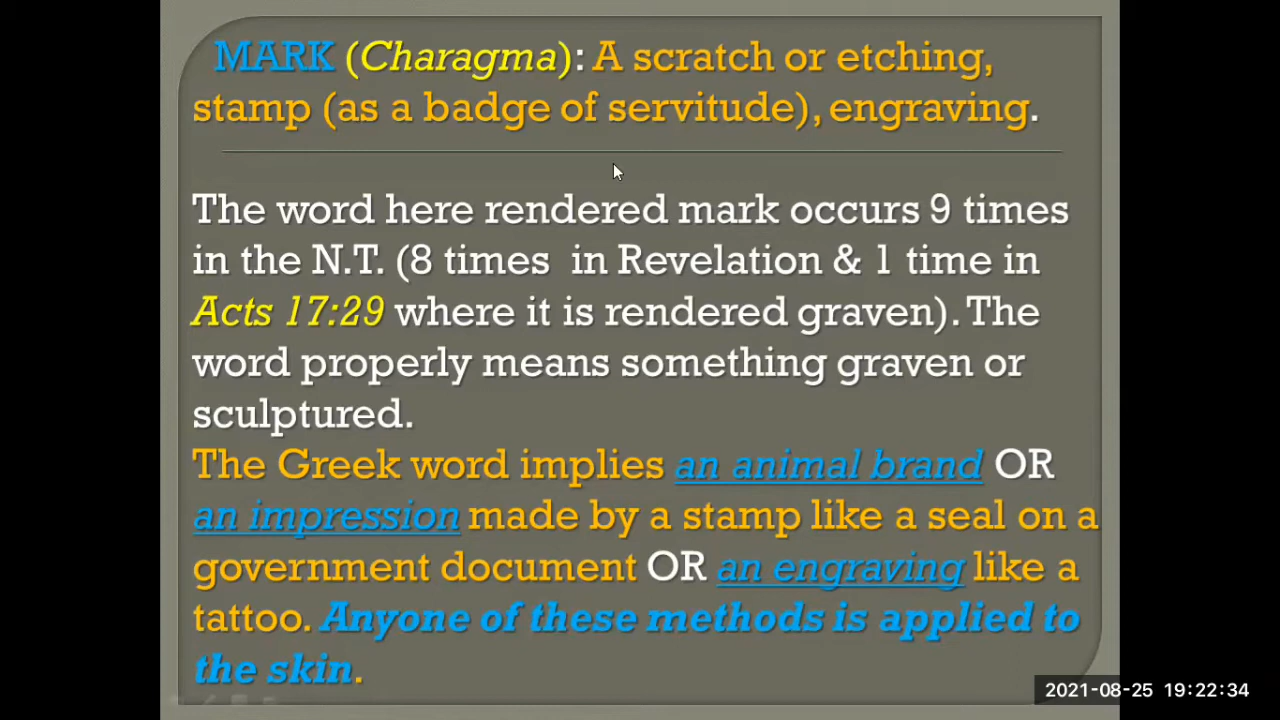 MARK (Charagma): A scratch or etching,
stamp (as a badge of servitude), engraving.
The word here rendered mark occurs 9 times
in the N.T. (8 times in Revelation & 1 time in
Acts 17:29 where it is rendered graven). The
word properly means something graven or
sculptured.
The Greek word implies an animal brand OR
an impression made by a stamp like a seal on a
government document OR an engraving like a
tattoo. Anyone of these methods is applied to
the skin.
2021-08-25 19:22:34